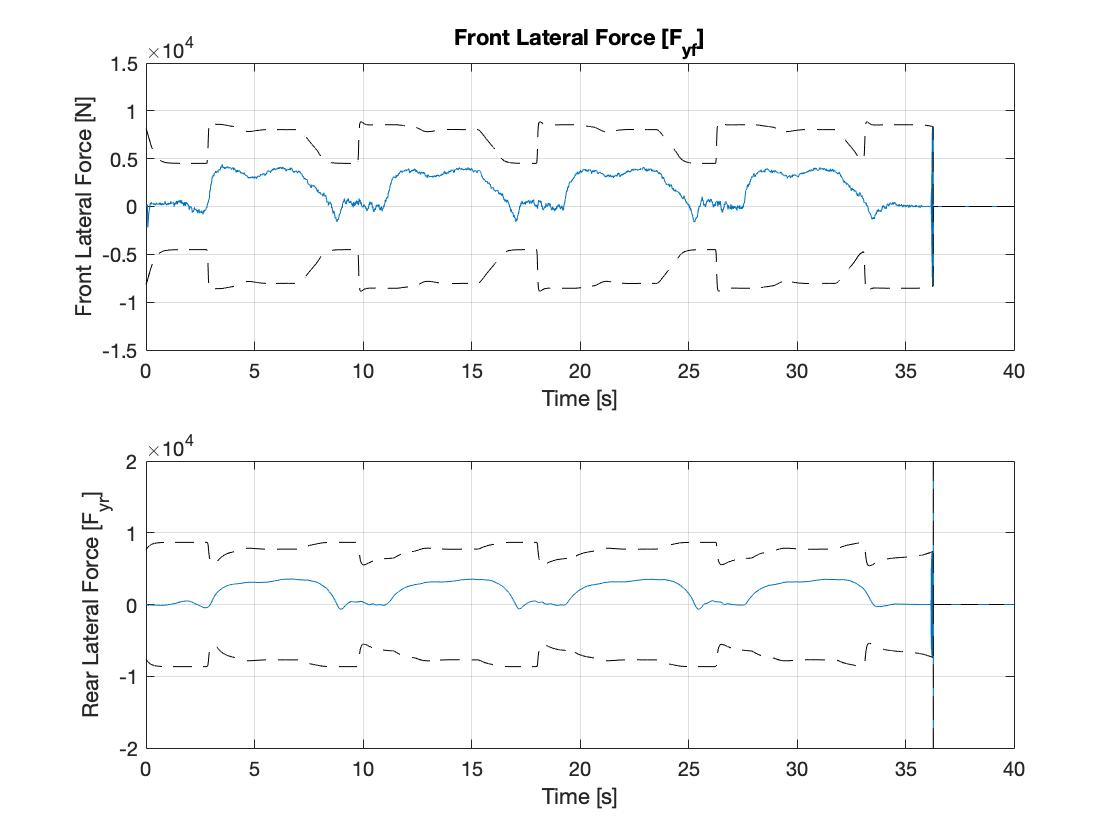 Front Lateral Force [F_yf]
×10^4
Front Lateral Force [N]
1.5
1
0.5
0
-0.5
-1
-1.5
0 5 10 15 20 25 30 35 40
Time [s]
×10^4
Rear Lateral Force [F_yr]
2
1
0
-1
-2
0 5 10 15 20 25 30 35 40
Time [s]